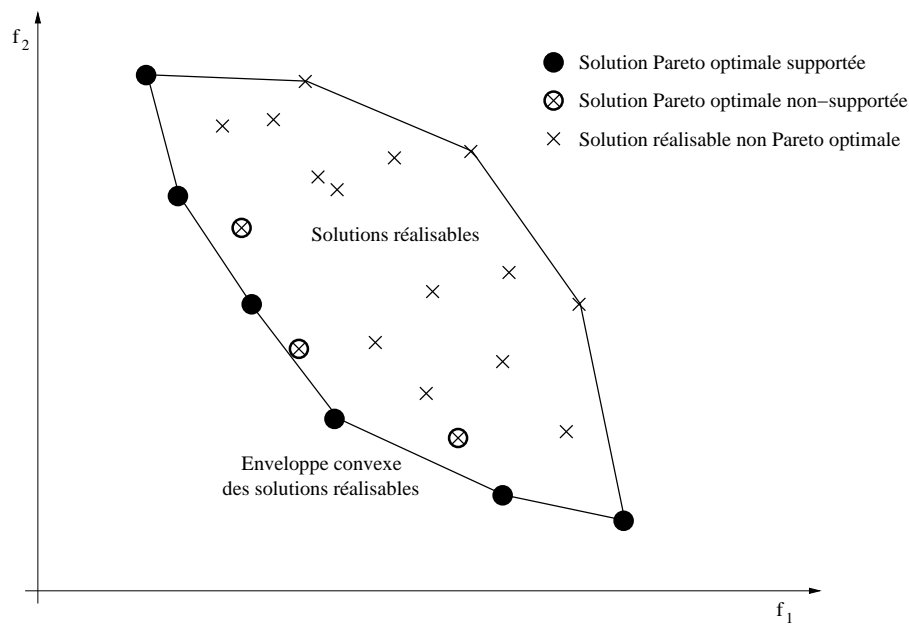 f2
Solution Pareto optimale supportée
Solution Pareto optimale non−supportée
Solution réalisable non Pareto optimale
Solutions réalisables
Enveloppe convexe
des solutions réalisables
f1